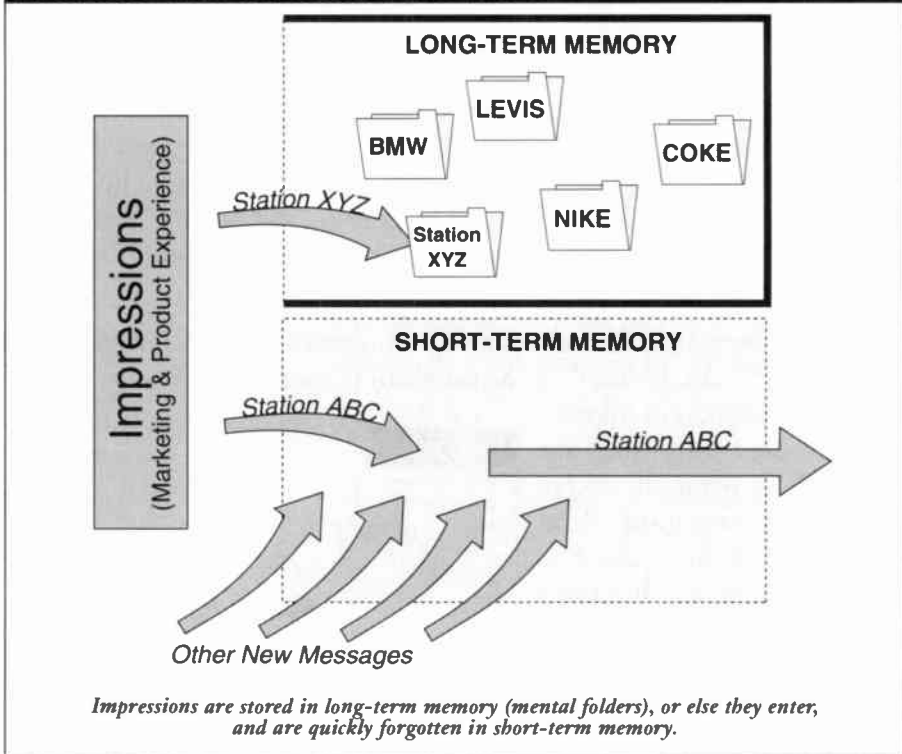 LONG-TERM MEMORY
LEVIS
BMW
COKE
NIKE
Station
XYZ
Station XYZ
Impressions
(Marketing & Product Experience)
SHORT-TERM MEMORY
Station ABC
Station ABC
Other New Messages
Impressions are stored in long-term memory (mental folders), or else they enter,
and are quickly forgotten in short-term memory.